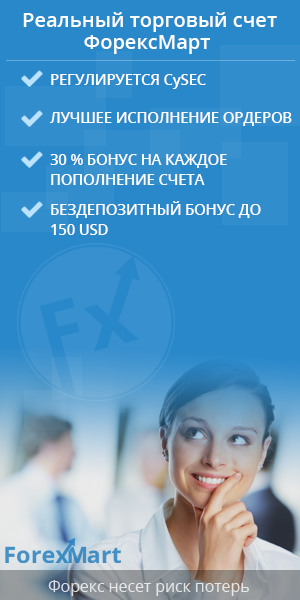 Реальный торговый счет
ФорексМарт
РЕГУЛИРУЕТСЯ CySEC
ЛУЧШЕЕ ИСПОЛНЕНИЕ ОРДЕРОВ
30 % БОНУС НА КАЖДОЕ
ПОПОЛНЕНИЕ СЧЕТА
БЕЗДЕПОЗИТНЫЙ БОНУС ДО
150 USD
Fx
ForexMart
Форекс несет риск потерь